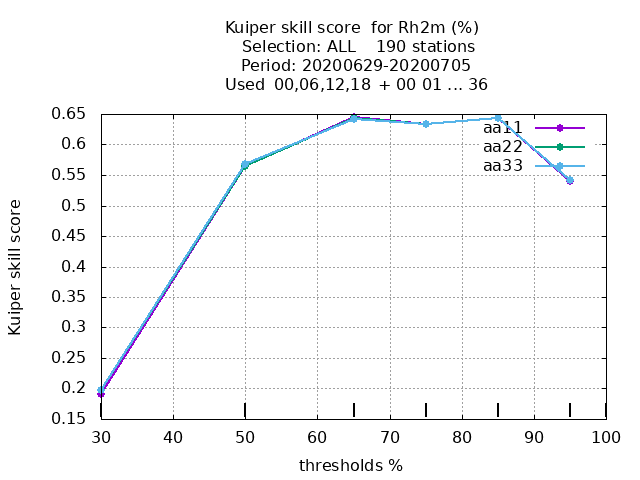 Kuiper skill score  for Rh2m (%)
Selection: ALL    190 stations
Period: 20200629-20200705
Used  00,06,12,18  + 00 01 ... 36
0.65
0.6
0.55
0.5
0.45
0.4
0.35
0.3
0.25
0.2
0.15
Kuiper skill score
aa11
aa22
aa33
30 40 50 60 70 80 90 100
thresholds %